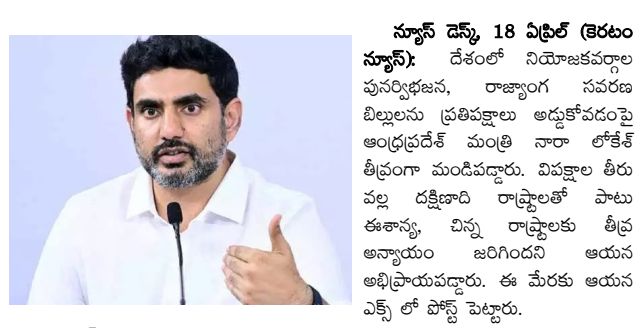 న్యూస్ డెస్క్, 18 ఏప్రిల్ (కెరటం
న్యూస్): దేశంలో నియోజకవర్గాల
పునర్విభజన, రాజ్యాంగ సవరణ
బిల్లులను ప్రతిపక్షాలు అడ్డుకోవడంపై
ఆంధ్రప్రదేశ్ మంత్రి నారా లోకేశ్
తీవ్రంగా మండిపడ్డారు. విపక్షాల తీరు
వల్ల దక్షిణాది రాష్ట్రాలతో పాటు
ఈశాన్య, చిన్న రాష్ట్రాలకు తీవ్ర
అన్యాయం జరిగిందని ఆయన
అభిప్రాయపడ్డారు. ఈ మేరకు ఆయన
ఎక్స్ లో పోస్ట్ పెట్టారు.